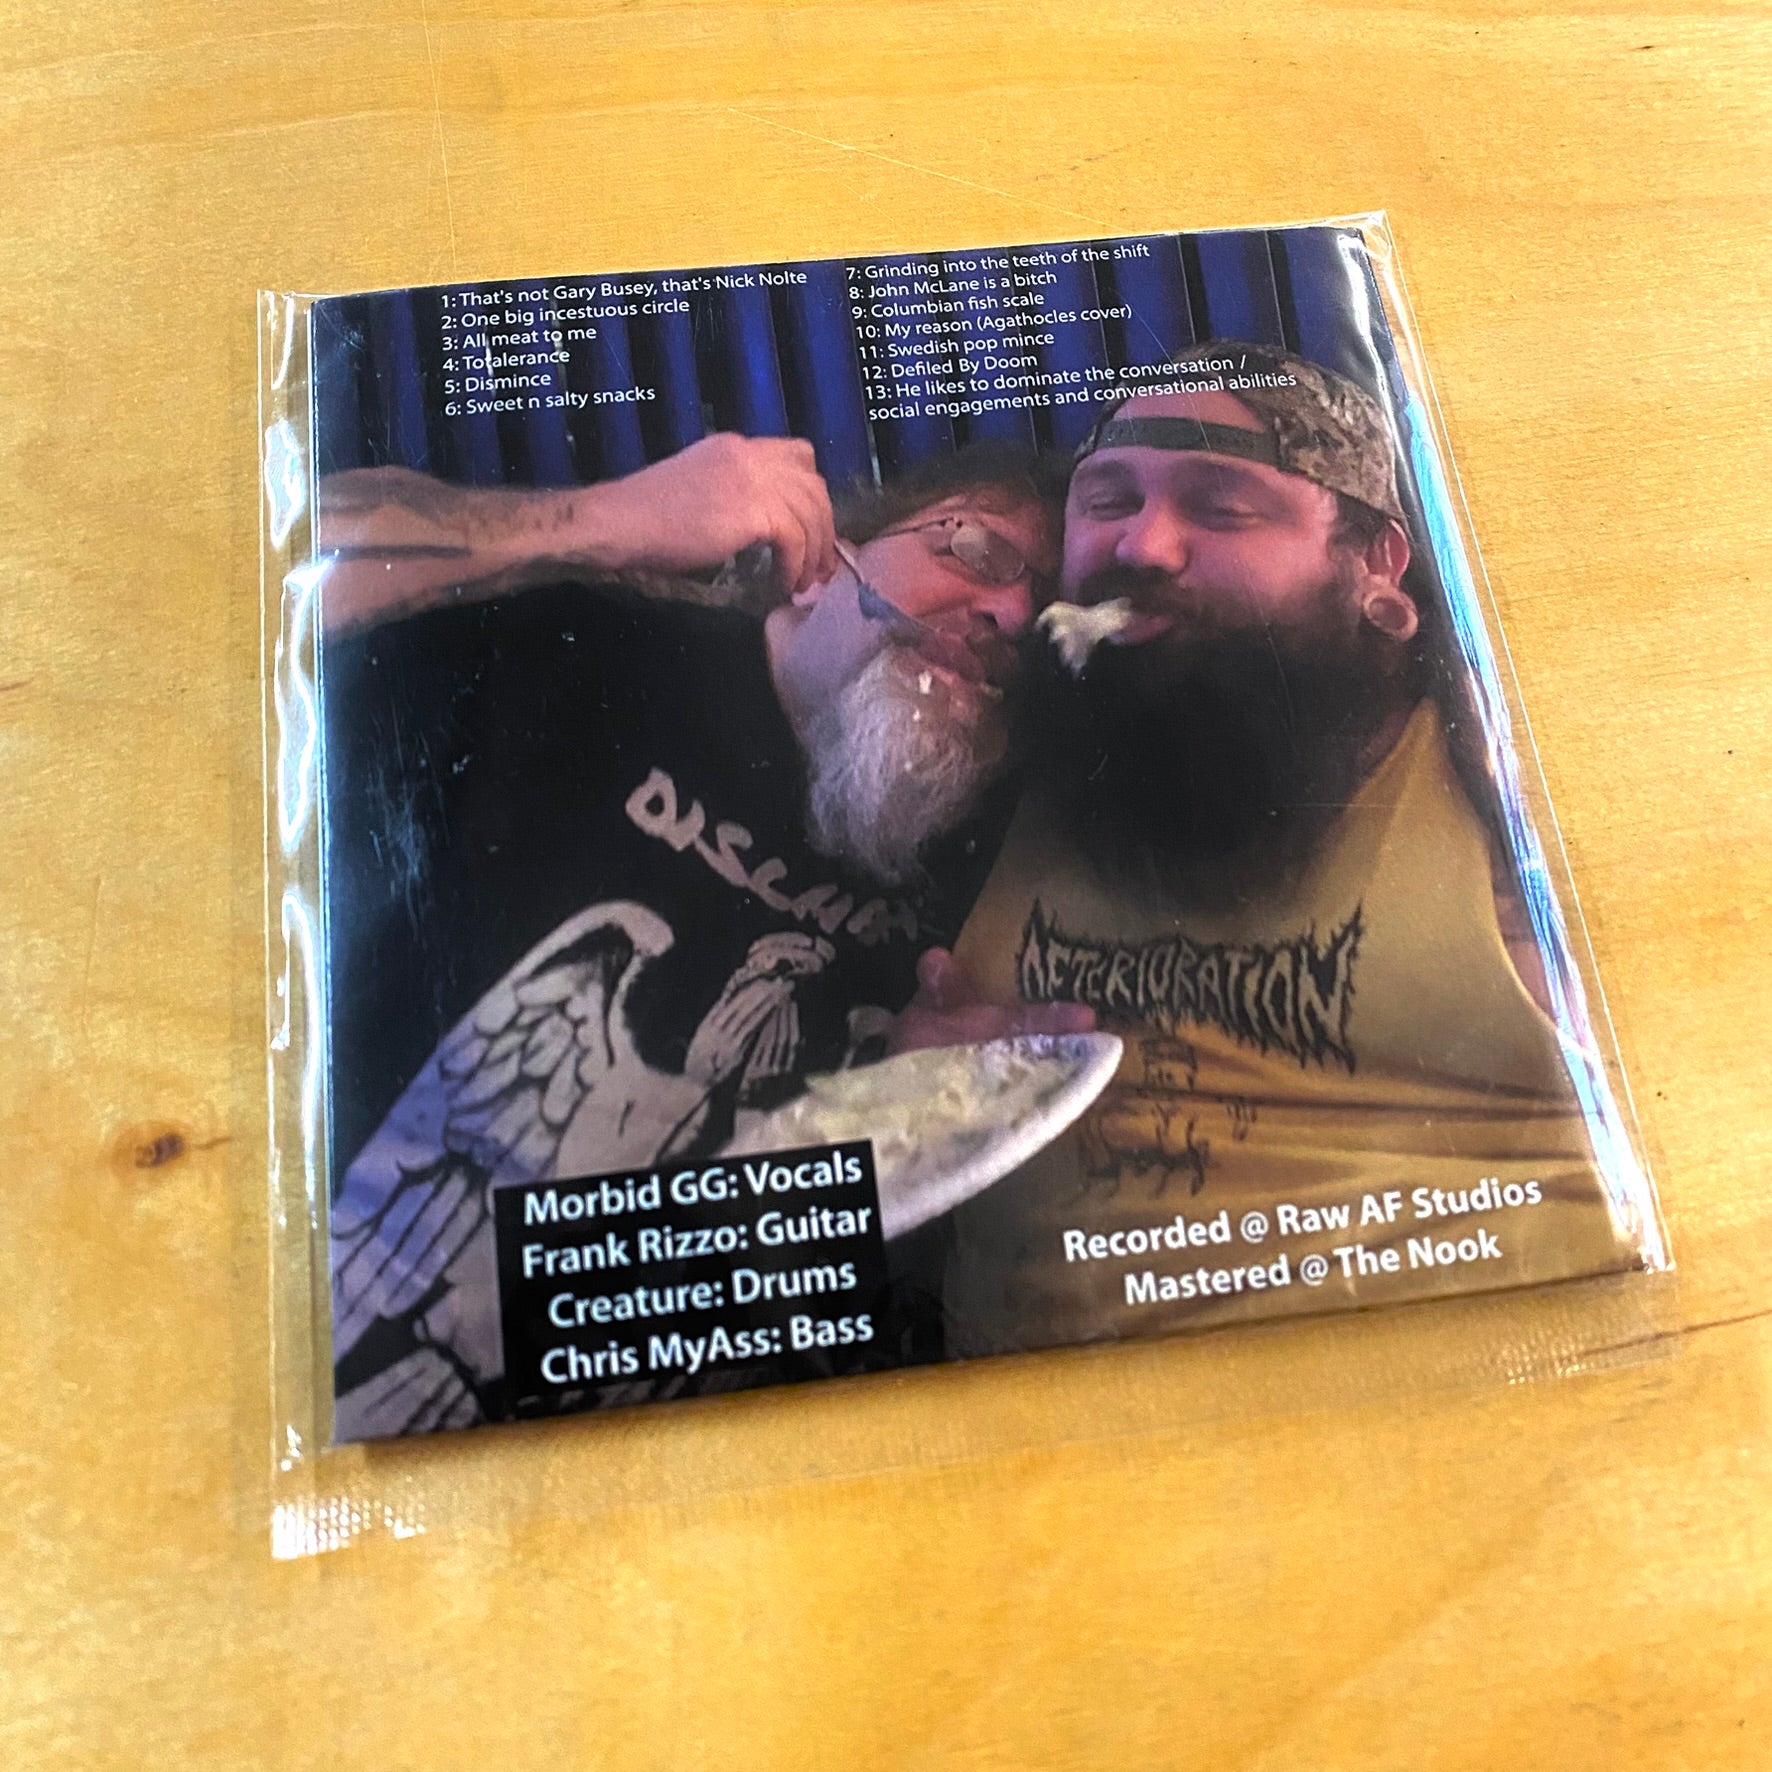 1: That's not Gary Busey, that's Nick Nolte
2: One big incestuous circle
3: All meat to me
4: Totalerance
5: Dismince
6: Sweet n salty snacks
7: Grinding into the teeth of the shift
8: John McLane is a bitch
9: Columbian fish scale
10: My reason (Agathocles cover)
11: Swedish pop mince
12: Defiled By Doom
13: He likes to dominate the conversation /
social engagements and conversational abilities
Morbid GG: Vocals
Frank Rizzo: Guitar
Creature: Drums
Chris MyAss: Bass
Recorded @ Raw AF Studios
Mastered @ The Nook